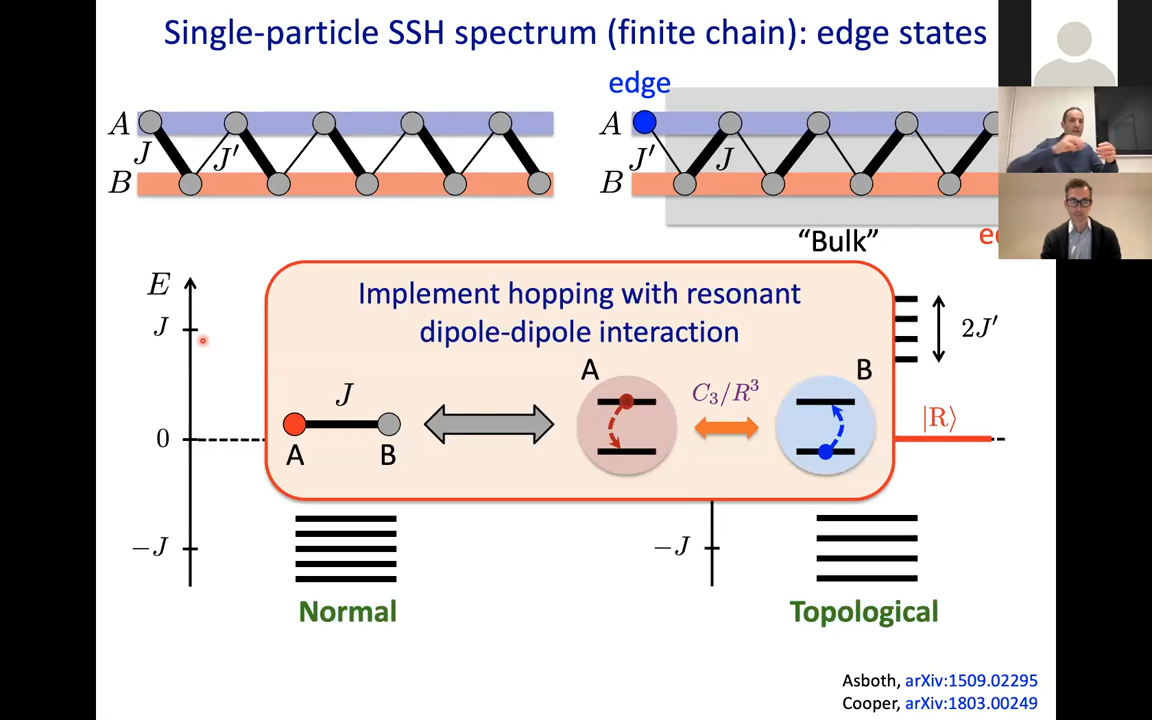 Single-particle SSH spectrum (finite chain): edge states
edge
A
J
J′
B
A
J′
J
B
"Bulk"
E
J
0
−J
Implement hopping with resonant
dipole-dipole interaction
J
A
B
A
C₃/R³
B
2J′
|R⟩
−J
Normal
Topological
Asboth, arXiv:1509.02295
Cooper, arXiv:1803.00249